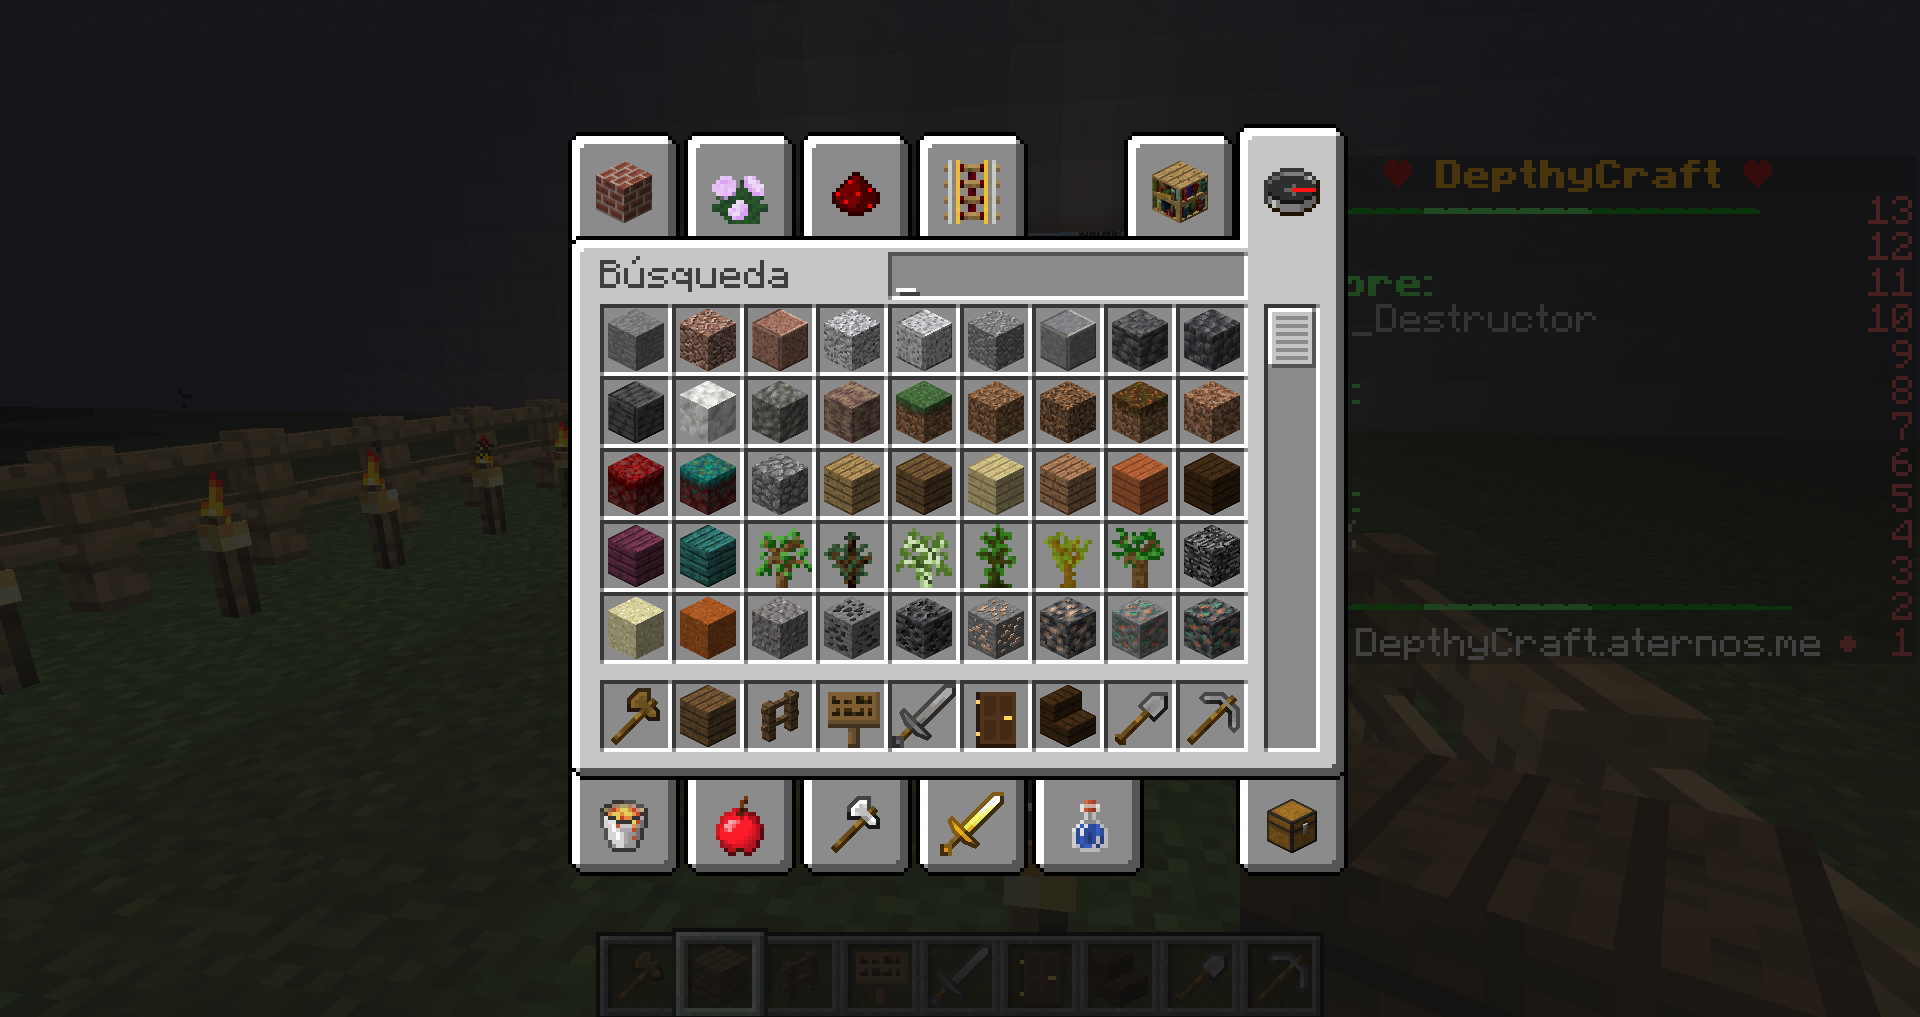 ❤ DepthyCraft ❤
13
Búsqueda
12
ore: 11
_Destructor 10
9
: 8
7
6
: 5
4
3
2
DepthyCraft.aternos.me 1